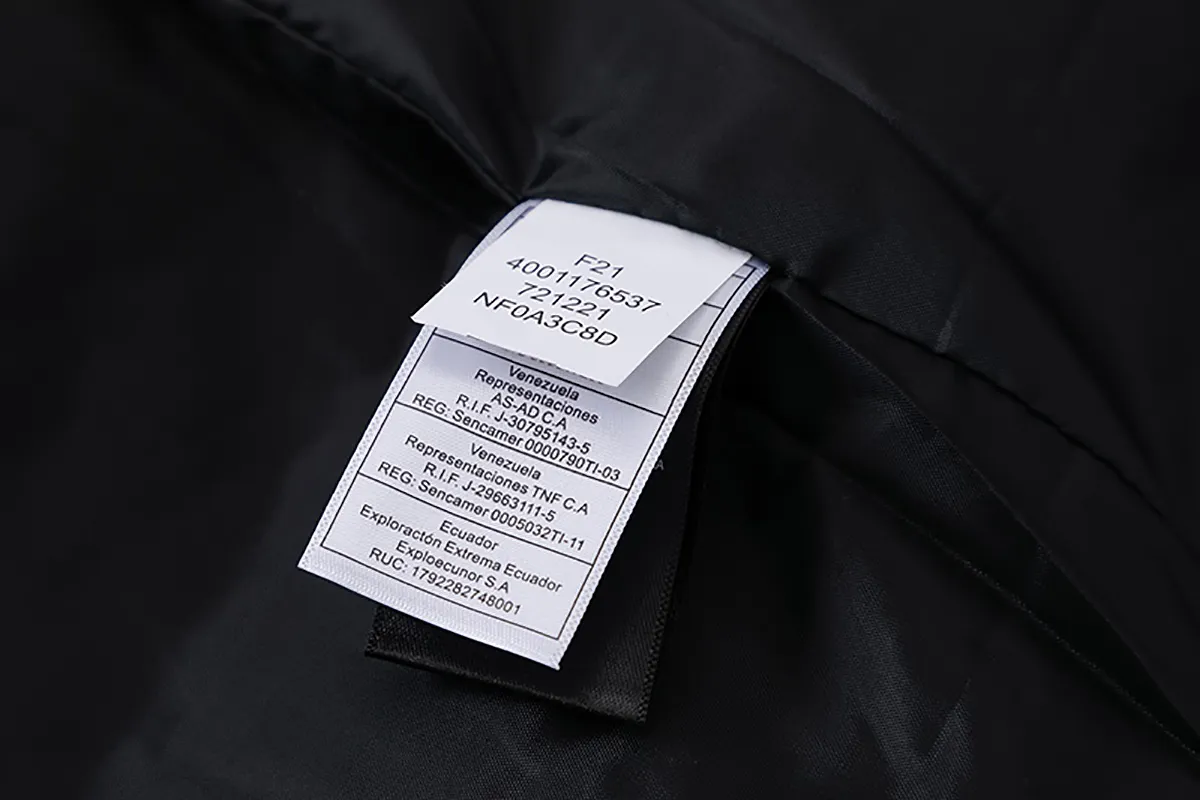 F21
4001176537
721221
NF0A3C8D
Venezuela
Representaciones
AS-AD C.A
R.I.F. J-30795143-5
REG: Sencamer 0000790TI-03
Venezuela
Representaciones TNF C.A
R.I.F. J-29663111-5
REG: Sencamer 0005032TI-11
Ecuador
Exploractón Extrema Ecuador
Exploecunor S.A
RUC: 1792282748001